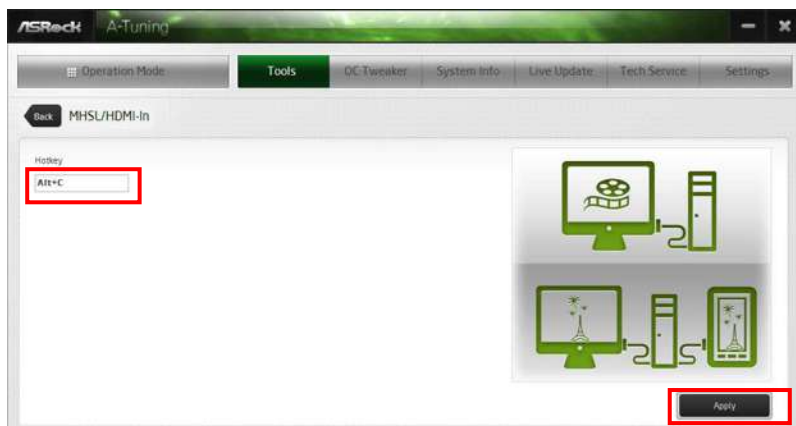 ASRock A-Tuning
Operation Mode Tools OC Tweaker System Info Live Update Tech Service Settings
Back MHSL/HDMI-In
Hotkey
Alt+C
Apply